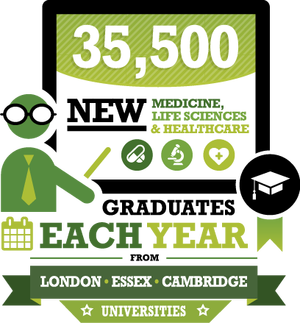 35,500
NEW MEDICINE,
LIFE SCIENCES
& HEALTHCARE
GRADUATES
EACH YEAR
FROM
LONDON • ESSEX • CAMBRIDGE
UNIVERSITIES